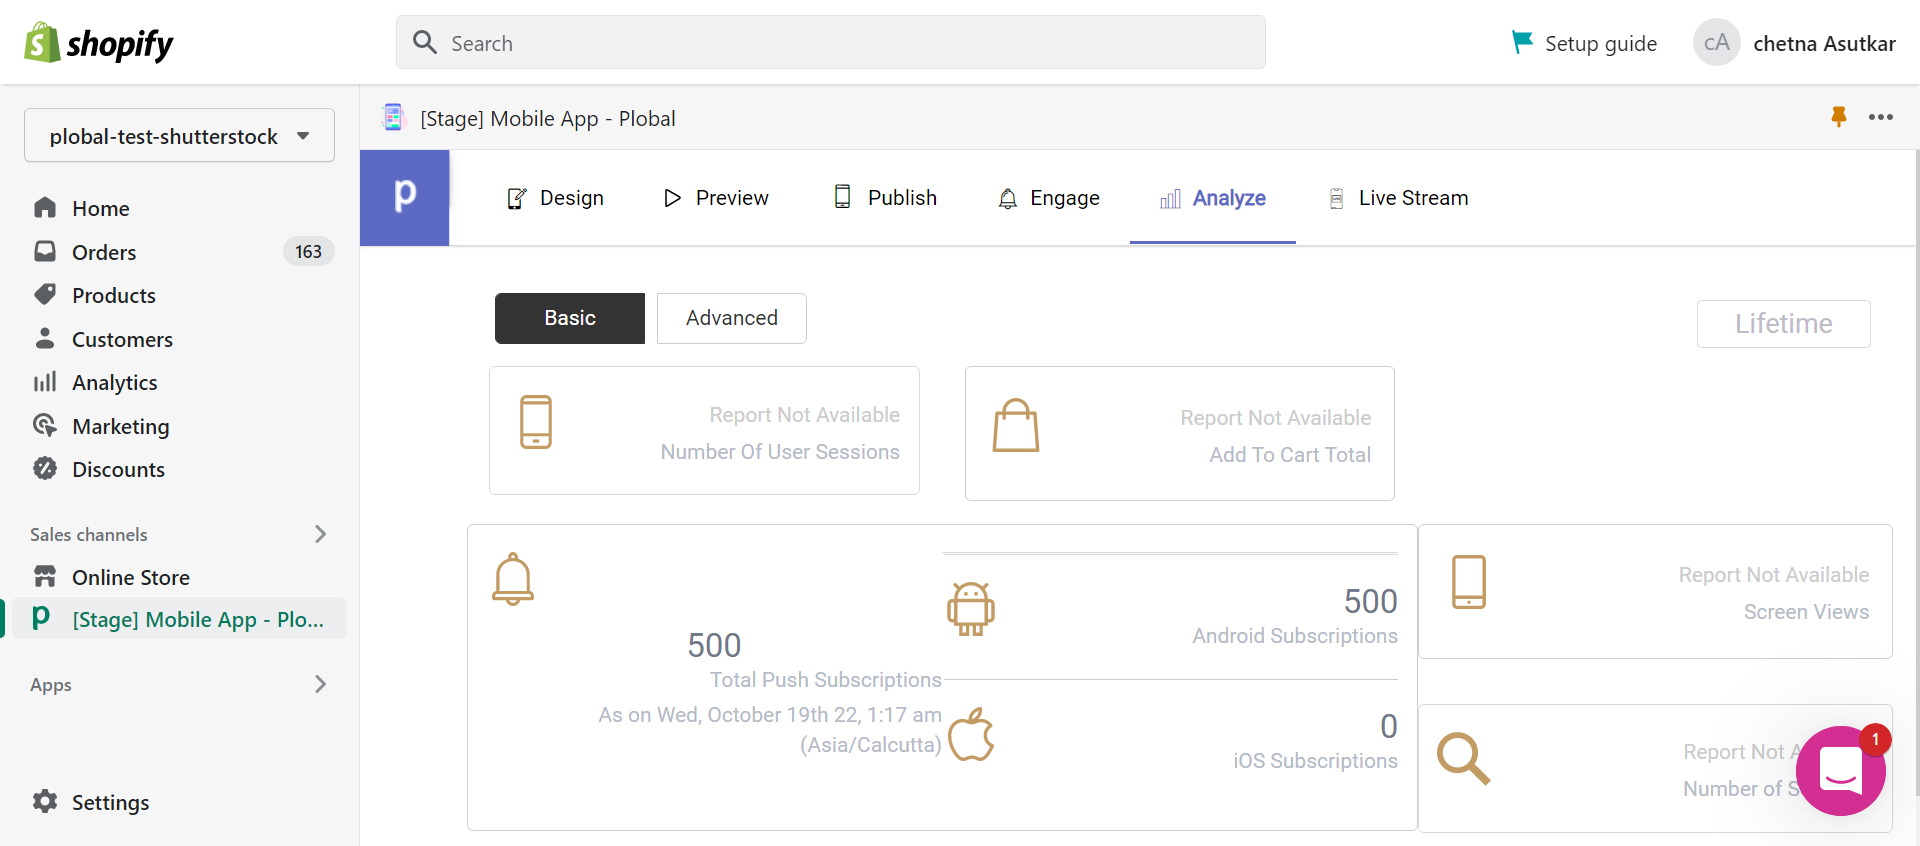 shopify
Search
Setup guide
cA
chetna Asutkar
plobal-test-shutterstock
Home
Orders
163
Products
Customers
Analytics
Marketing
Discounts
Sales channels
Online Store
p
[Stage] Mobile App - Plo...
Apps
Settings
[Stage] Mobile App - Plobal
p
Design
Preview
Publish
Engage
Analyze
Live Stream
Basic
Advanced
Lifetime
Report Not Available
Number Of User Sessions
Report Not Available
Add To Cart Total
500
Total Push Subscriptions
As on Wed, October 19th 22, 1:17 am
(Asia/Calcutta)
500
Android Subscriptions
0
iOS Subscriptions
Report Not Available
Screen Views
Report Not
Number of
1